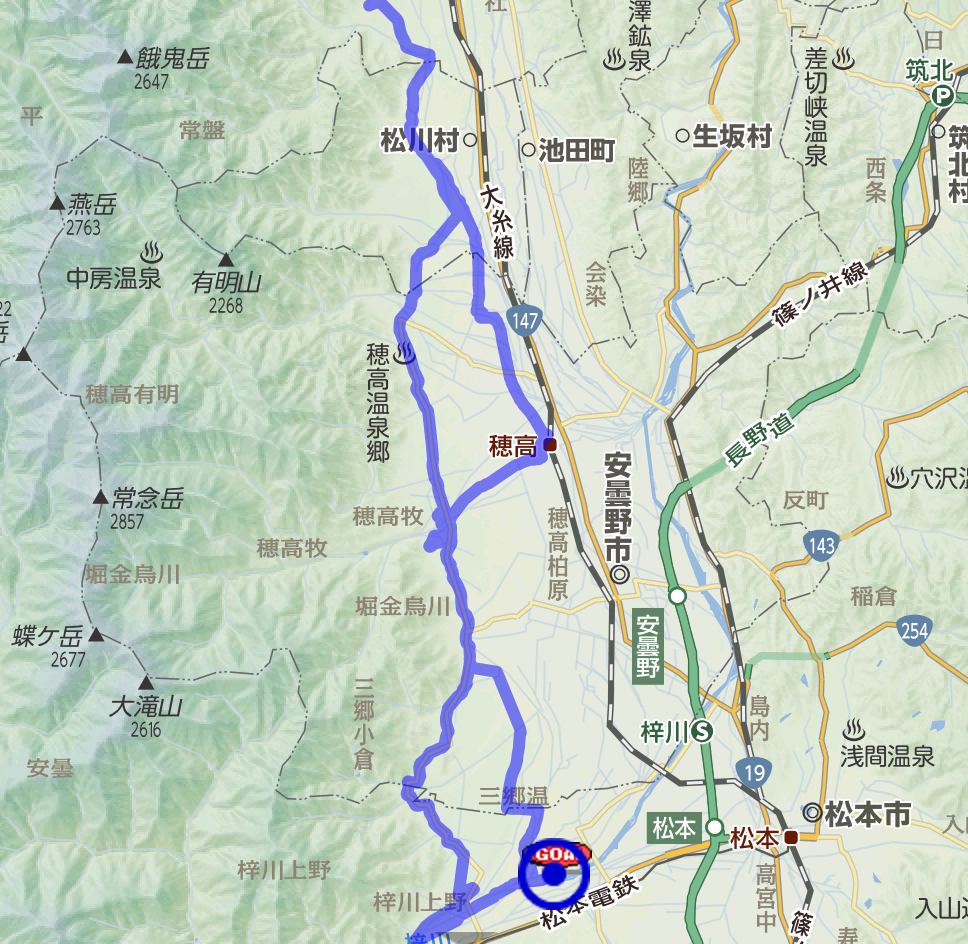 社
澤鉱泉
餓鬼岳
2647
差切峡温泉
日
筑北
P
平
常盤
松川村
池田町
生坂村
筑北村
陸郷
西条
燕岳
2763
大糸線
中房温泉
有明山
2268
会染
篠ノ井線
147
22
岳
穂高温泉郷
穂高有明
長野道
穂高
安曇野市
穴沢温
常念岳
2857
穂高牧
穂高牧
穂高柏原
反町
143
堀金烏川
堀金烏川
稲倉
254
蝶ケ岳
2677
安曇野
大滝山
2616
三郷小倉
島内
梓川
S
浅間温泉
安曇
19
三郷温
松本
松本
松本市
入山
GOAL
梓川上野
梓川上野
松本電鉄
高宮中
入山辺
梓川
篠
寿